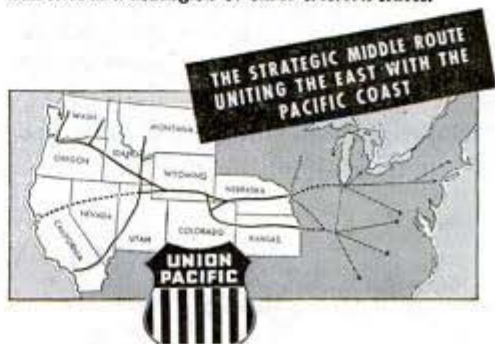 THE STRATEGIC MIDDLE ROUTE
UNITING THE EAST WITH THE
PACIFIC COAST
WASH
MONTANA
OREGON
IDAHO
WYOMING
NEBRASKA
NEVADA
UTAH
COLORADO
KANSAS
CALIFORNIA
UNION
PACIFIC